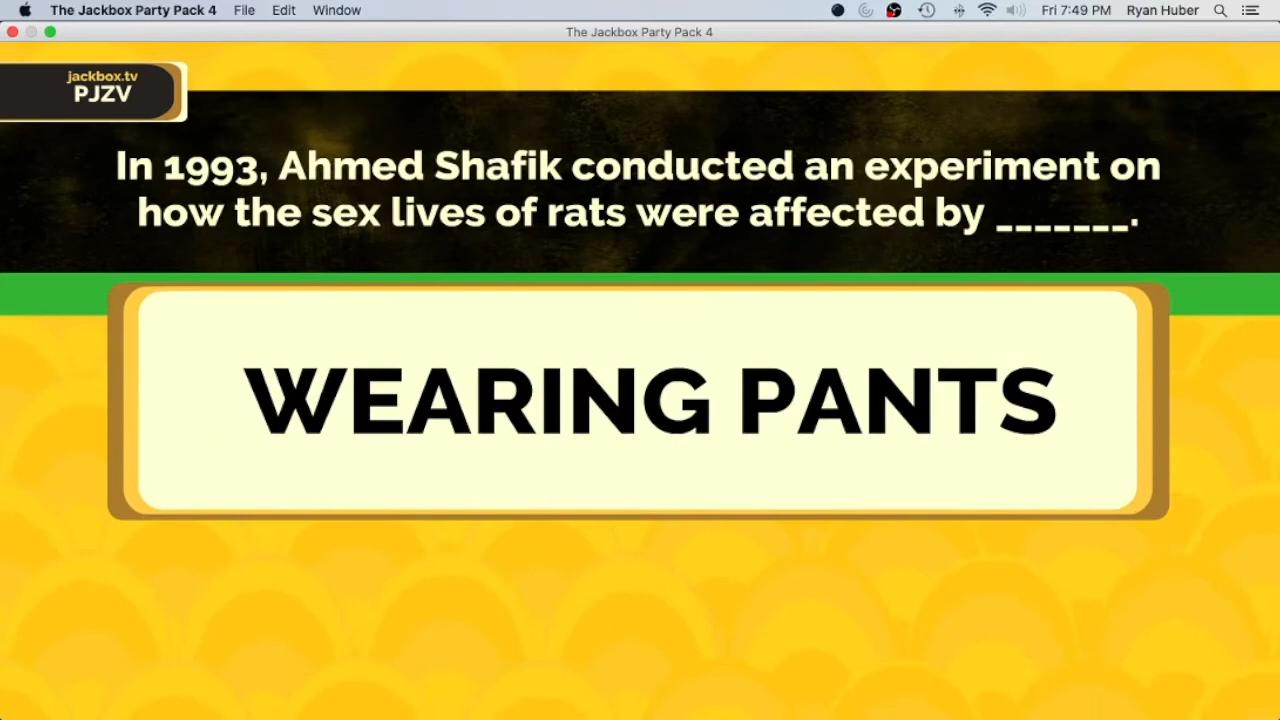 The Jackbox Party Pack 4 File Edit Window Fri 7:49 PM Ryan Huber
The Jackbox Party Pack 4
jackbox.tv
PJZV
In 1993, Ahmed Shafik conducted an experiment on
how the sex lives of rats were affected by _______.
WEARING PANTS